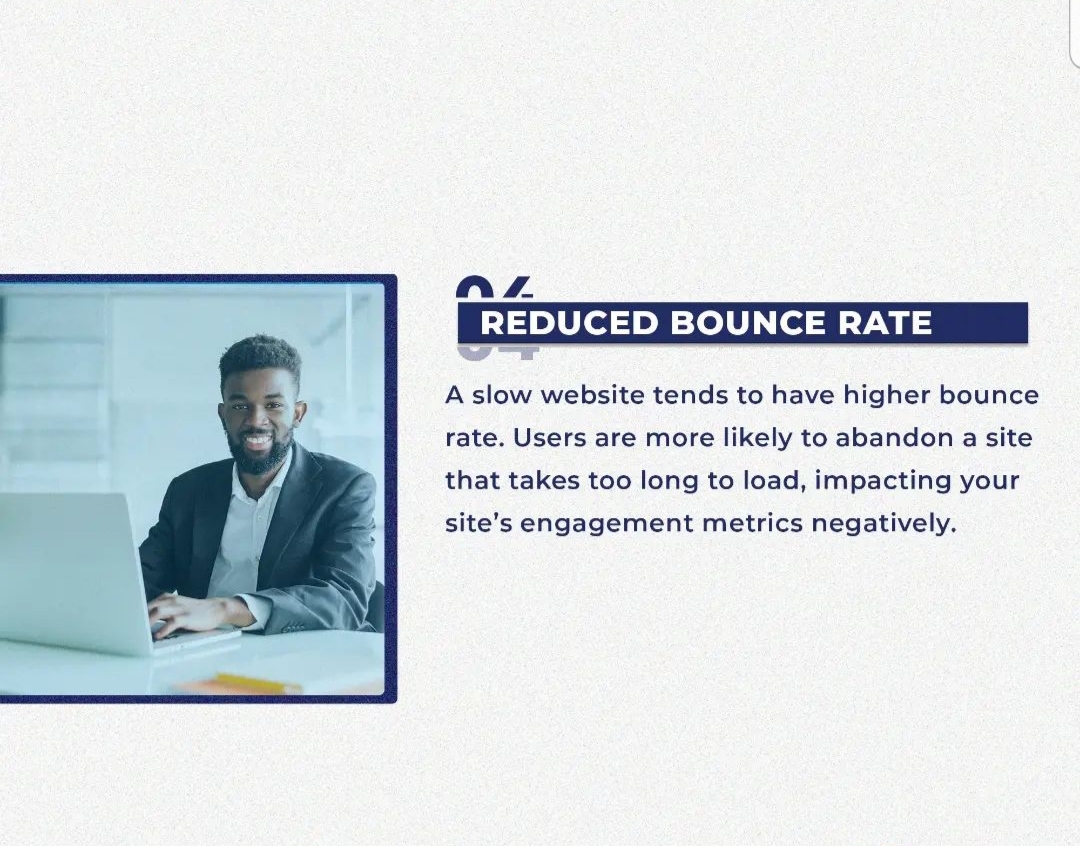 04
REDUCED BOUNCE RATE
A slow website tends to have higher bounce
rate. Users are more likely to abandon a site
that takes too long to load, impacting your
site’s engagement metrics negatively.